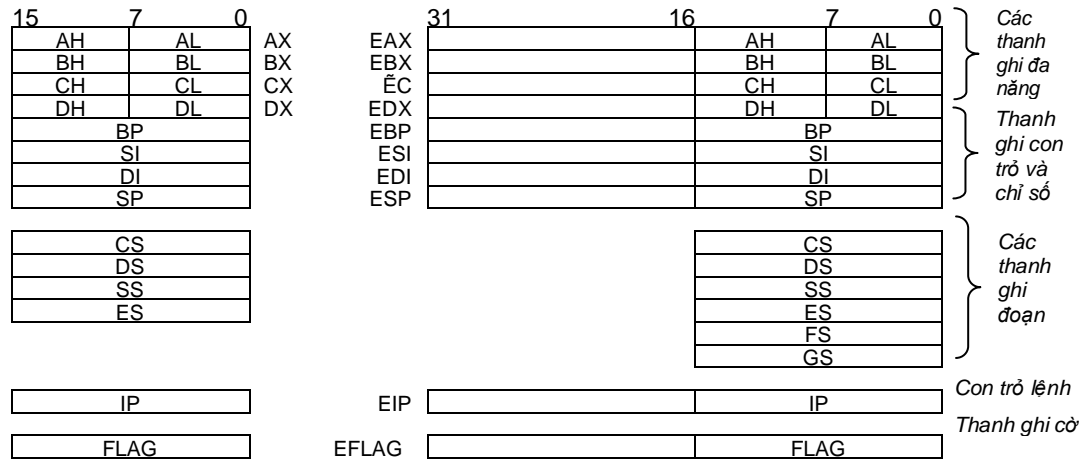 15 7 0 31 16 7 0
AH AL AX EAX AH AL
BH BL BX EBX BH BL
CH CL CX ẼC CH CL
DH DL DX EDX DH DL
BP EBP BP
SI ESI SI
DI EDI DI
SP ESP SP
Các
thanh
ghi đa
năng
Thanh
ghi con
trỏ và
chỉ số
CS CS
DS DS
SS SS
ES ES
FS
GS
Các
thanh
ghi
đoạn
IP EIP IP
Con trỏ lệnh
Thanh ghi cờ
FLAG EFLAG FLAG